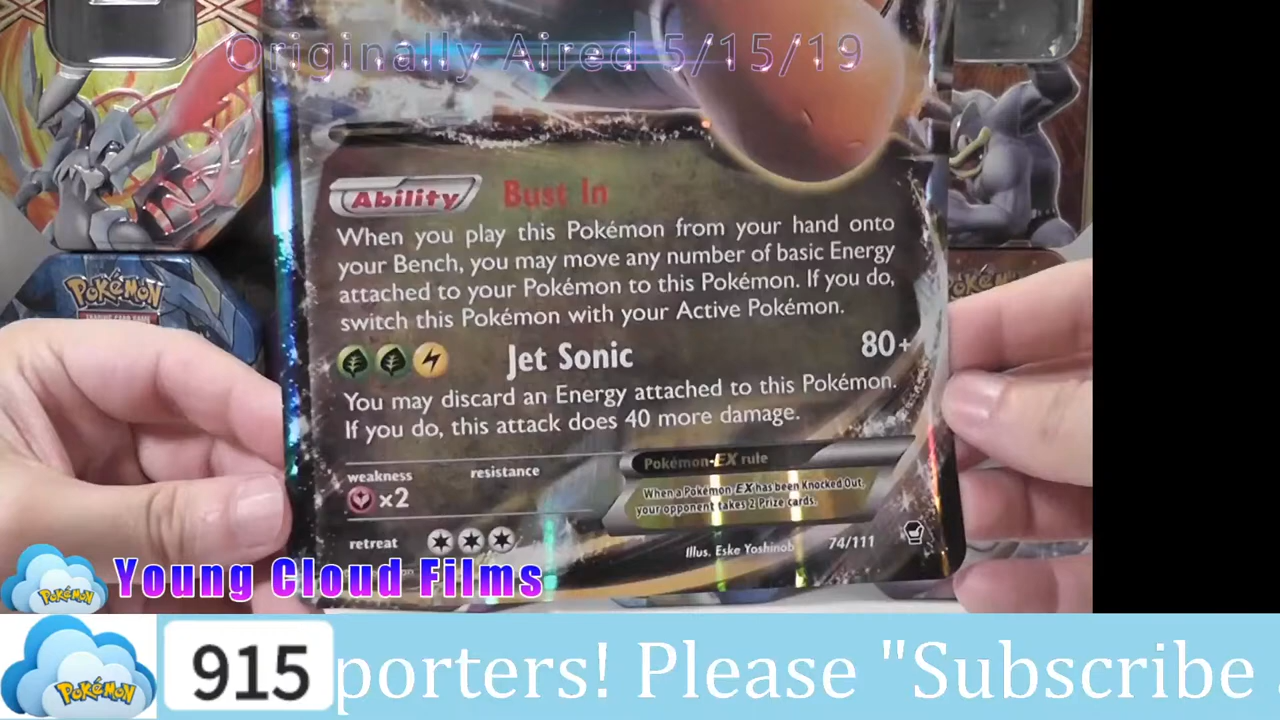 Originally Aired 5/15/19
Ability Bust In
When you play this Pokémon from your hand onto
your Bench, you may move any number of basic Energy
attached to your Pokémon to this Pokémon. If you do,
switch this Pokémon with your Active Pokémon.
Jet Sonic 80+
You may discard an Energy attached to this Pokémon.
If you do, this attack does 40 more damage.
weakness resistance
×2
Pokémon-EX rule
When a Pokémon-EX has been Knocked Out,
your opponent takes 2 Prize cards.
retreat
Illus. Eske Yoshinob 74/111
POKéMON
POKéMON
POKéMON
Young Cloud Films
POKéMON
915 porters! Please "Subscribe